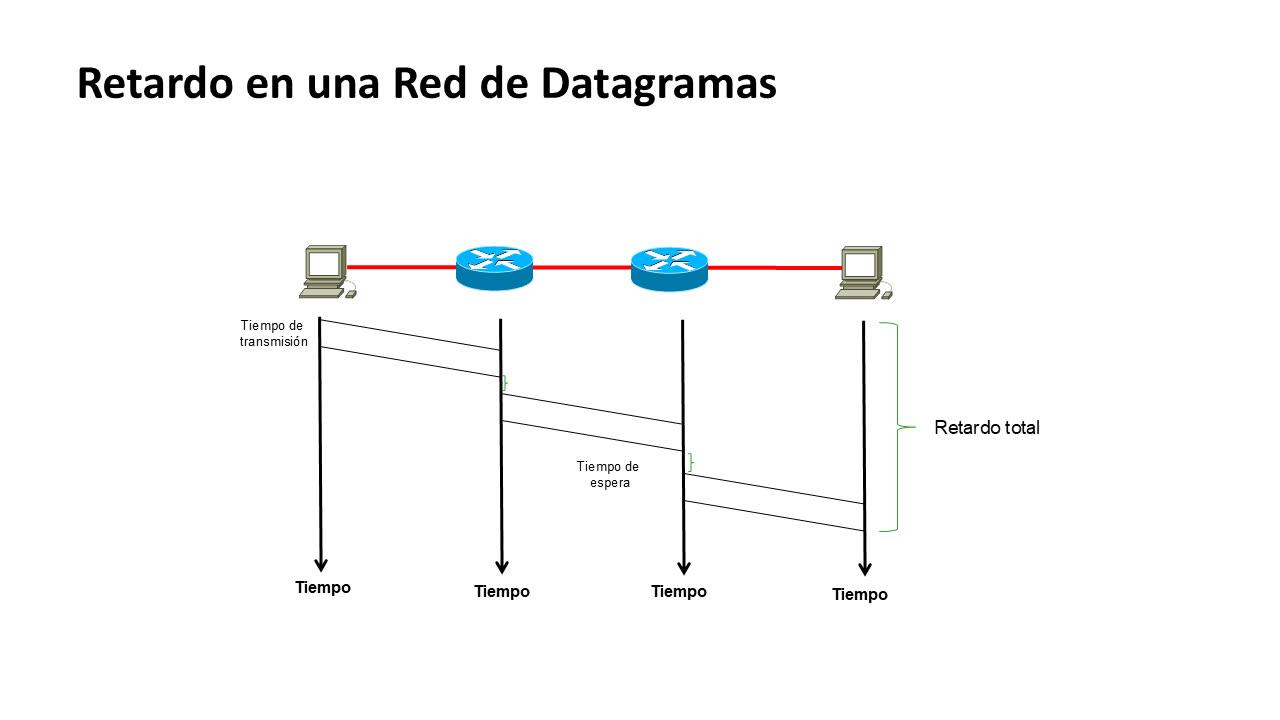 Retardo en una Red de Datagramas
Tiempo de
transmisión
Retardo total
Tiempo de
espera
Tiempo
Tiempo
Tiempo
Tiempo